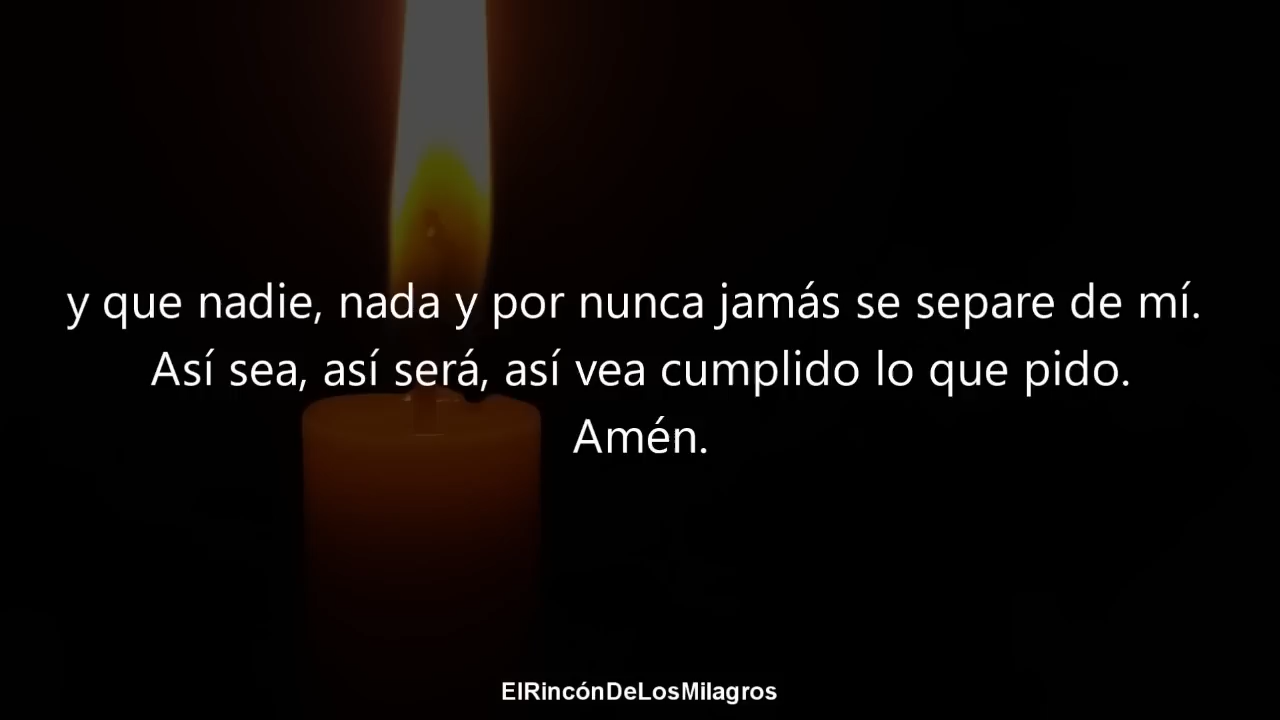 y que nadie, nada y por nunca jamás se separe de mí.
Así sea, así será, así vea cumplido lo que pido.
Amén.
ElRincónDeLosMilagros